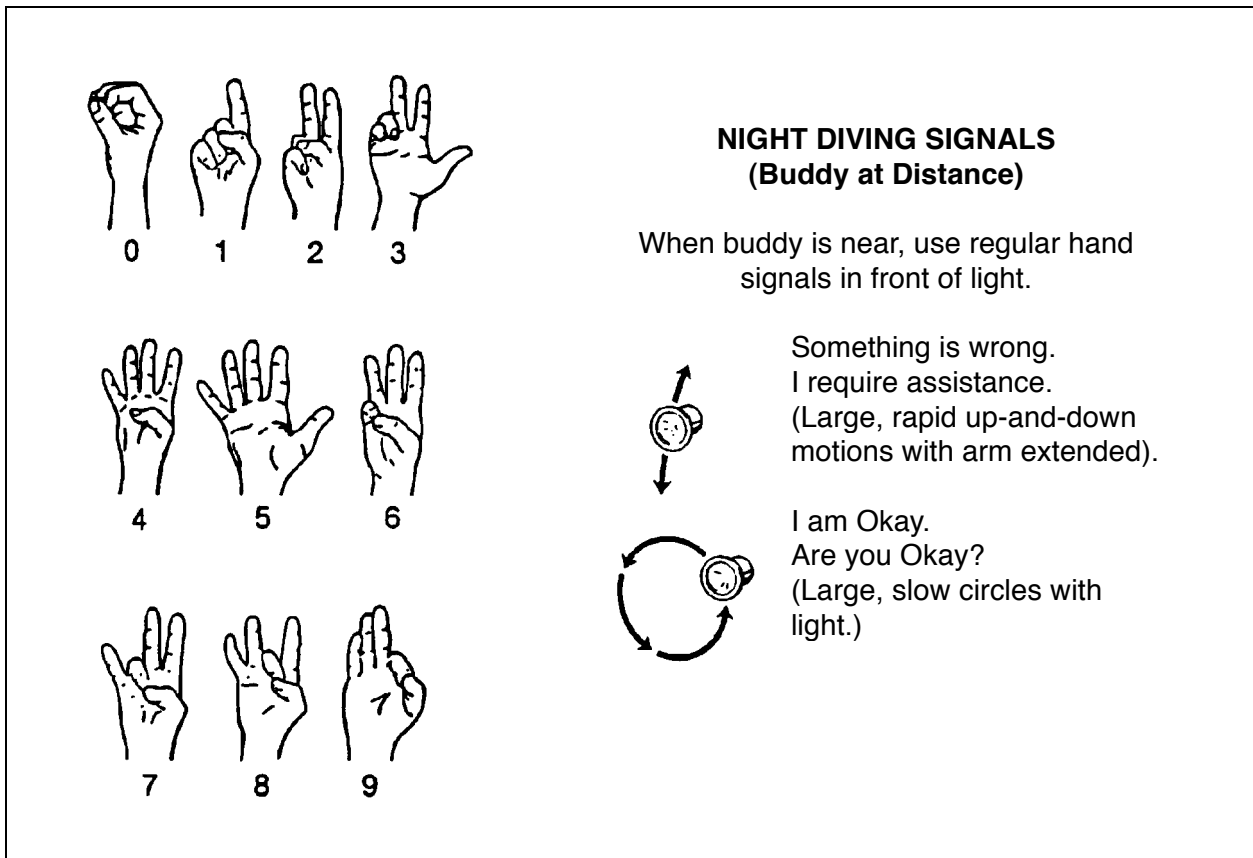 0 1 2 3
4 5 6
7 8 9
NIGHT DIVING SIGNALS
(Buddy at Distance)
When buddy is near, use regular hand
signals in front of light.
Something is wrong.
I require assistance.
(Large, rapid up-and-down
motions with arm extended).
I am Okay.
Are you Okay?
(Large, slow circles with
light.)